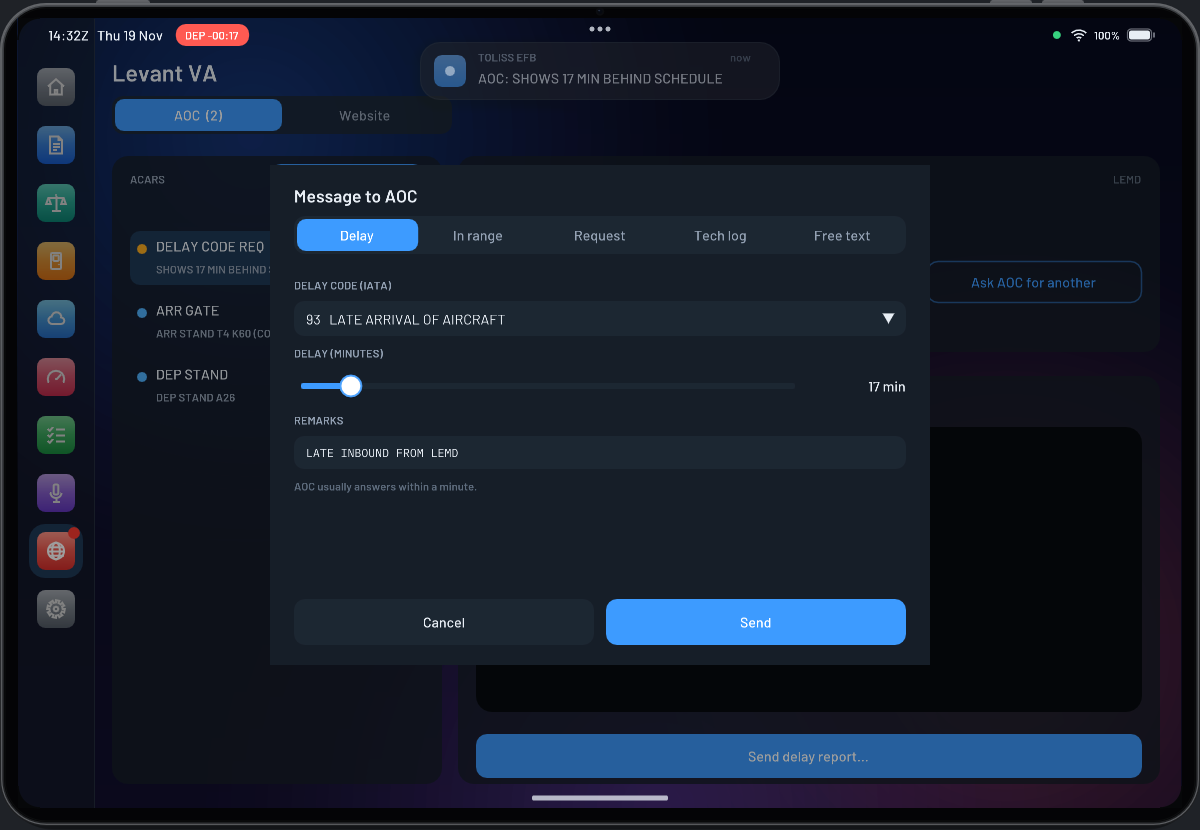 14:32Z Thu 19 Nov DEP -00:17
100%
TOLISS EFB now
AOC: SHOWS 17 MIN BEHIND SCHEDULE
Levant VA
AOC (2) Website
ACARS
LEMD
DELAY CODE REQ
SHOWS 17 MIN BEHIND
ARR GATE
ARR STAND T4 K60 (CO
DEP STAND
DEP STAND A26
Ask AOC for another
Message to AOC
Delay In range Request Tech log Free text
DELAY CODE (IATA)
93 LATE ARRIVAL OF AIRCRAFT
DELAY (MINUTES)
17 min
REMARKS
LATE INBOUND FROM LEMD
AOC usually answers within a minute.
Cancel Send
Send delay report...